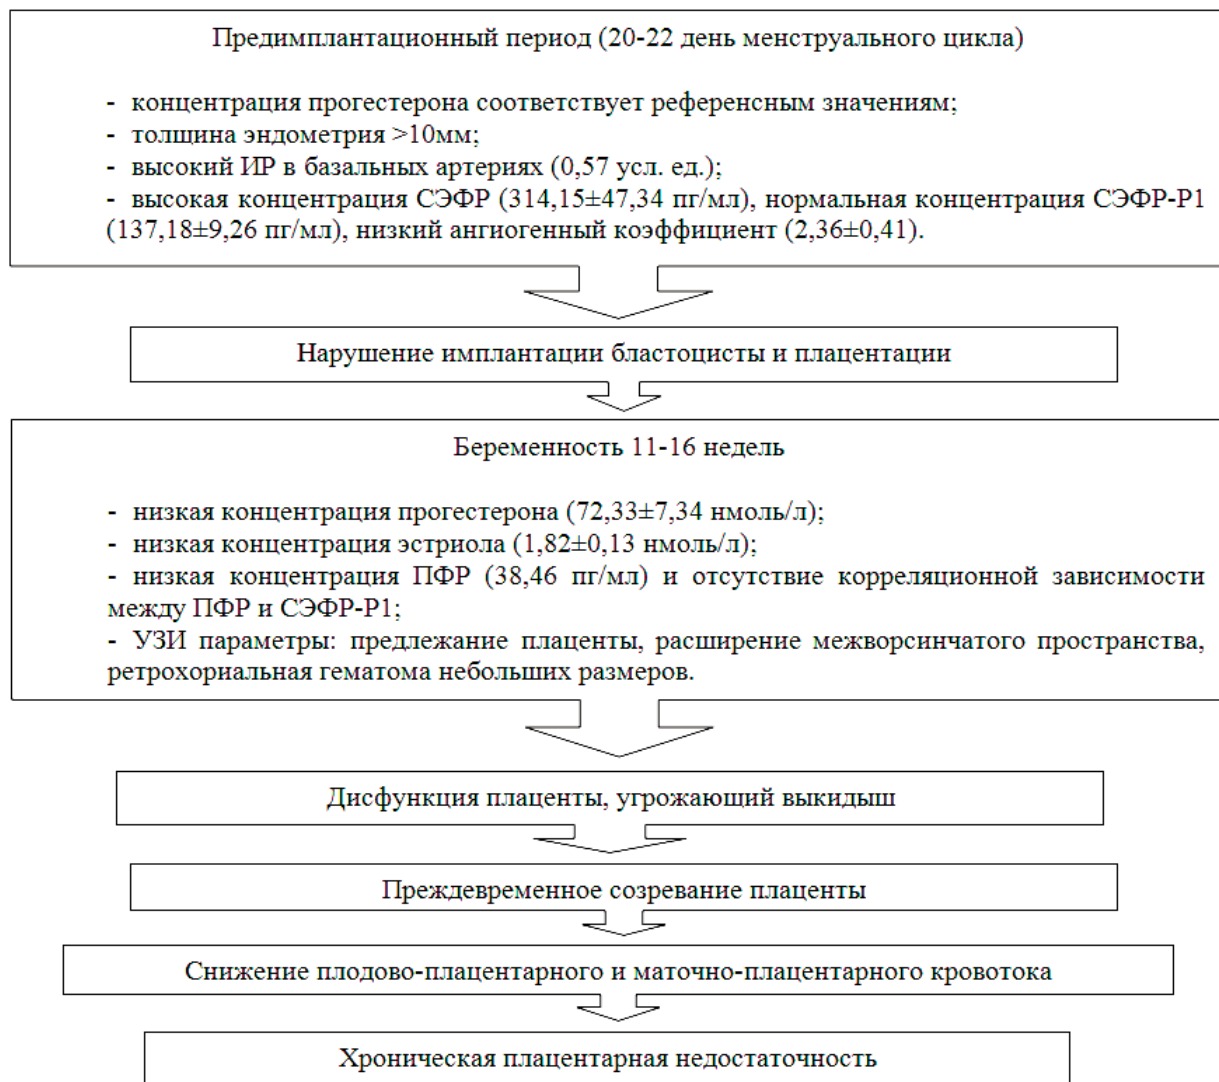 Предимплантационный период (20-22 день менструального цикла)
- концентрация прогестерона соответствует референсным значениям;
- толщина эндометрия >10мм;
- высокий ИР в базальных артериях (0,57 усл. ед.);
- высокая концентрация СЭФР (314,15±47,34 пг/мл), нормальная концентрация СЭФР-Р1
(137,18±9,26 пг/мл), низкий ангиогенный коэффициент (2,36±0,41).
Нарушение имплантации бластоцисты и плацентации
Беременность 11-16 недель
- низкая концентрация прогестерона (72,33±7,34 нмоль/л);
- низкая концентрация эстриола (1,82±0,13 нмоль/л);
- низкая концентрация ПФР (38,46 пг/мл) и отсутствие корреляционной зависимости
между ПФР и СЭФР-Р1;
- УЗИ параметры: предлежание плаценты, расширение межворсинчатого пространства,
ретрохориальная гематома небольших размеров.
Дисфункция плаценты, угрожающий выкидыш
Преждевременное созревание плаценты
Снижение плодово-плацентарного и маточно-плацентарного кровотока
Хроническая плацентарная недостаточность